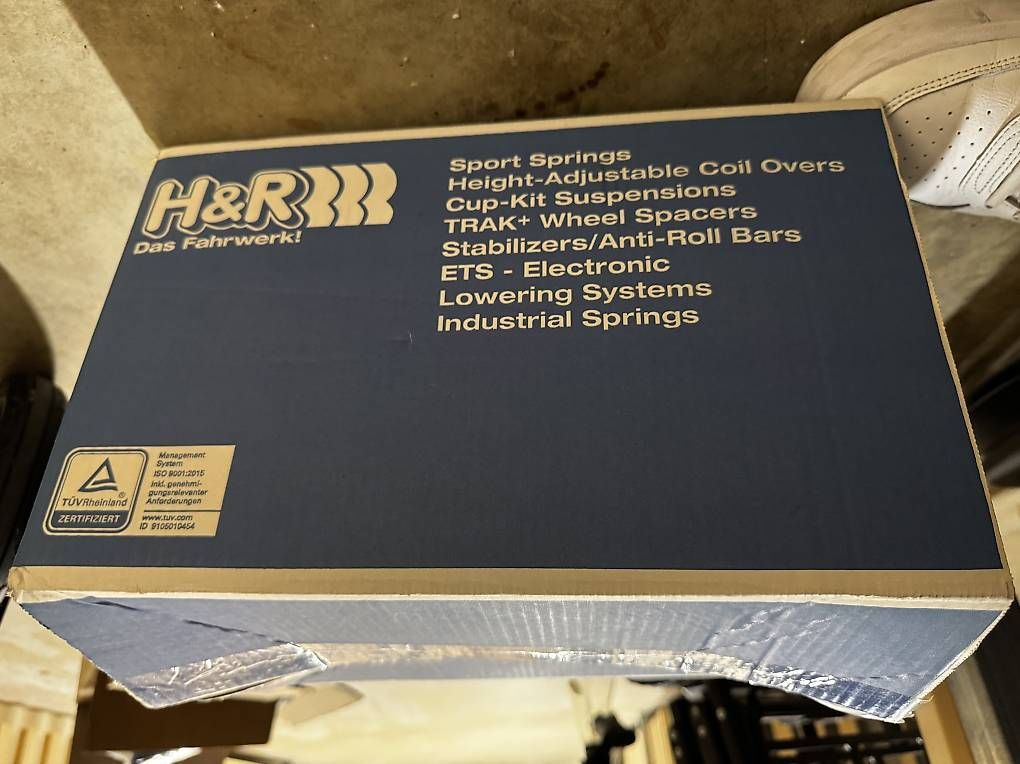 H&R
Das Fahrwerk!
Sport Springs
Height-Adjustable Coil Overs
Cup-Kit Suspensions
TRAK+ Wheel Spacers
Stabilizers/Anti-Roll Bars
ETS - Electronic
Lowering Systems
Industrial Springs
TÜVRheinland®
ZERTIFIZIERT
Management
System
ISO 9001:2015
Inkl. genehmi-
gungsrelevanter
Anforderungen
www.tuv.com
ID 9105010454